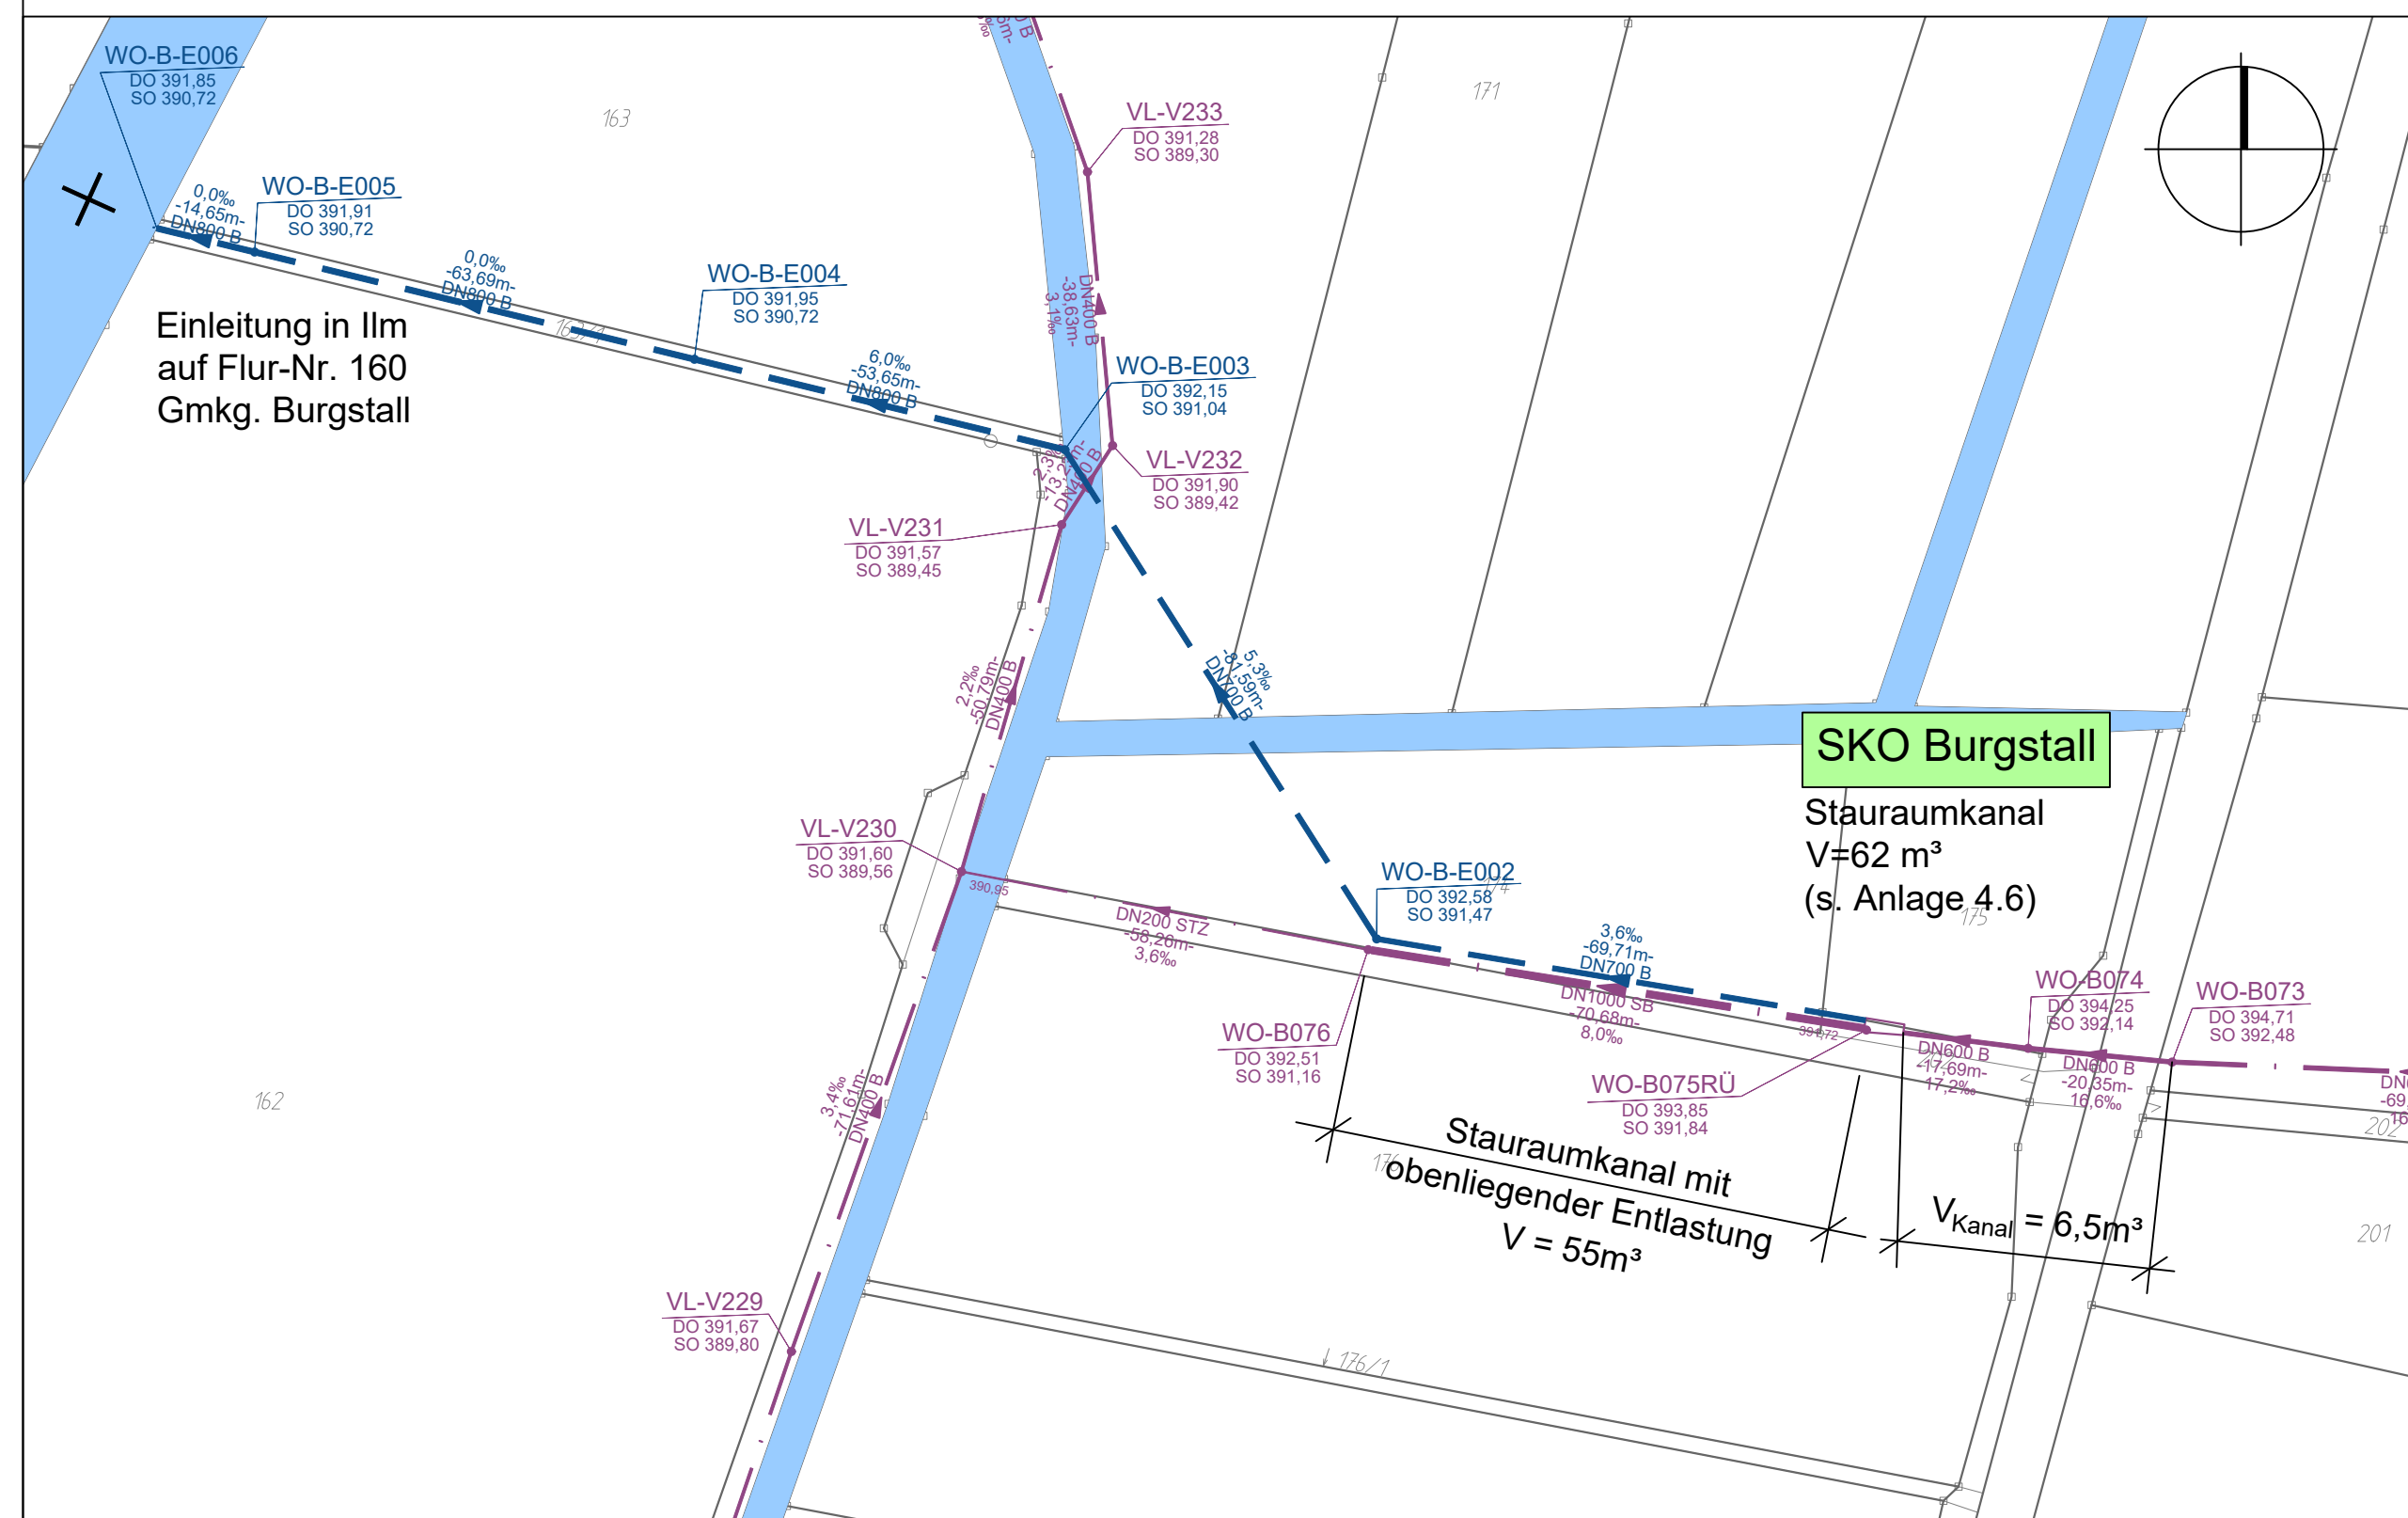 WO-B-E006
DO 391,85
SO 390,72
163
171
VL-V233
DO 391,28
SO 389,30
0,0‰
-14,65m-
DN800 B
WO-B-E005
DO 391,91
SO 390,72
0,0‰
-63,69m-
DN800 B
WO-B-E004
DO 391,95
SO 390,72
DN400 B
-38,63m-
3,1‰
Einleitung in Ilm
auf Flur-Nr. 160
Gmkg. Burgstall
163/1
6,0‰
-53,65m-
DN800 B
WO-B-E003
DO 392,15
SO 391,04
VL-V232
DO 391,90
SO 389,42
VL-V231
DO 391,57
SO 389,45
2,2‰
-50,79m-
DN400 B
5,3‰
-81,59m-
DN700 B
SKO Burgstall
Stauraumkanal
V=62 m³
(s. Anlage 4.6)
VL-V230
DO 391,60
SO 389,56
390,95
DN200 STZ
-58,26m-
3,6‰
WO-B-E002
DO 392,58
SO 391,47
174
175
3,6‰
-69,71m-
DN700 B
DN1000 SB
-70,68m-
8,0‰
391,72
WO-B074
DO 394,25
SO 392,14
WO-B073
DO 394,71
SO 392,48
WO-B076
DO 392,51
SO 391,16
WO-B075RÜ
DO 393,85
SO 391,84
DN600 B
-17,69m-
17,2‰
DN600 B
-20,35m-
16,6‰
202
162
3,4‰
-71,61m-
DN400 B
176
Stauraumkanal mit
obenliegender Entlastung
V = 55m³
VKanal = 6,5m³
201
VL-V229
DO 391,67
SO 389,80
176/1